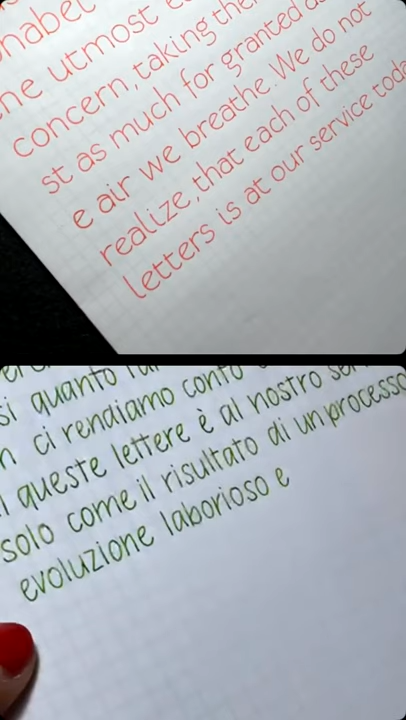 the utmost
concern, taking
st as much for granted
e air we breathe. We do not
realize, that each of these
letters is at our service
si quanto
n ci rendiamo conto
queste lettere è al nostro
solo come il risultato di un processo
evoluzione laborioso e